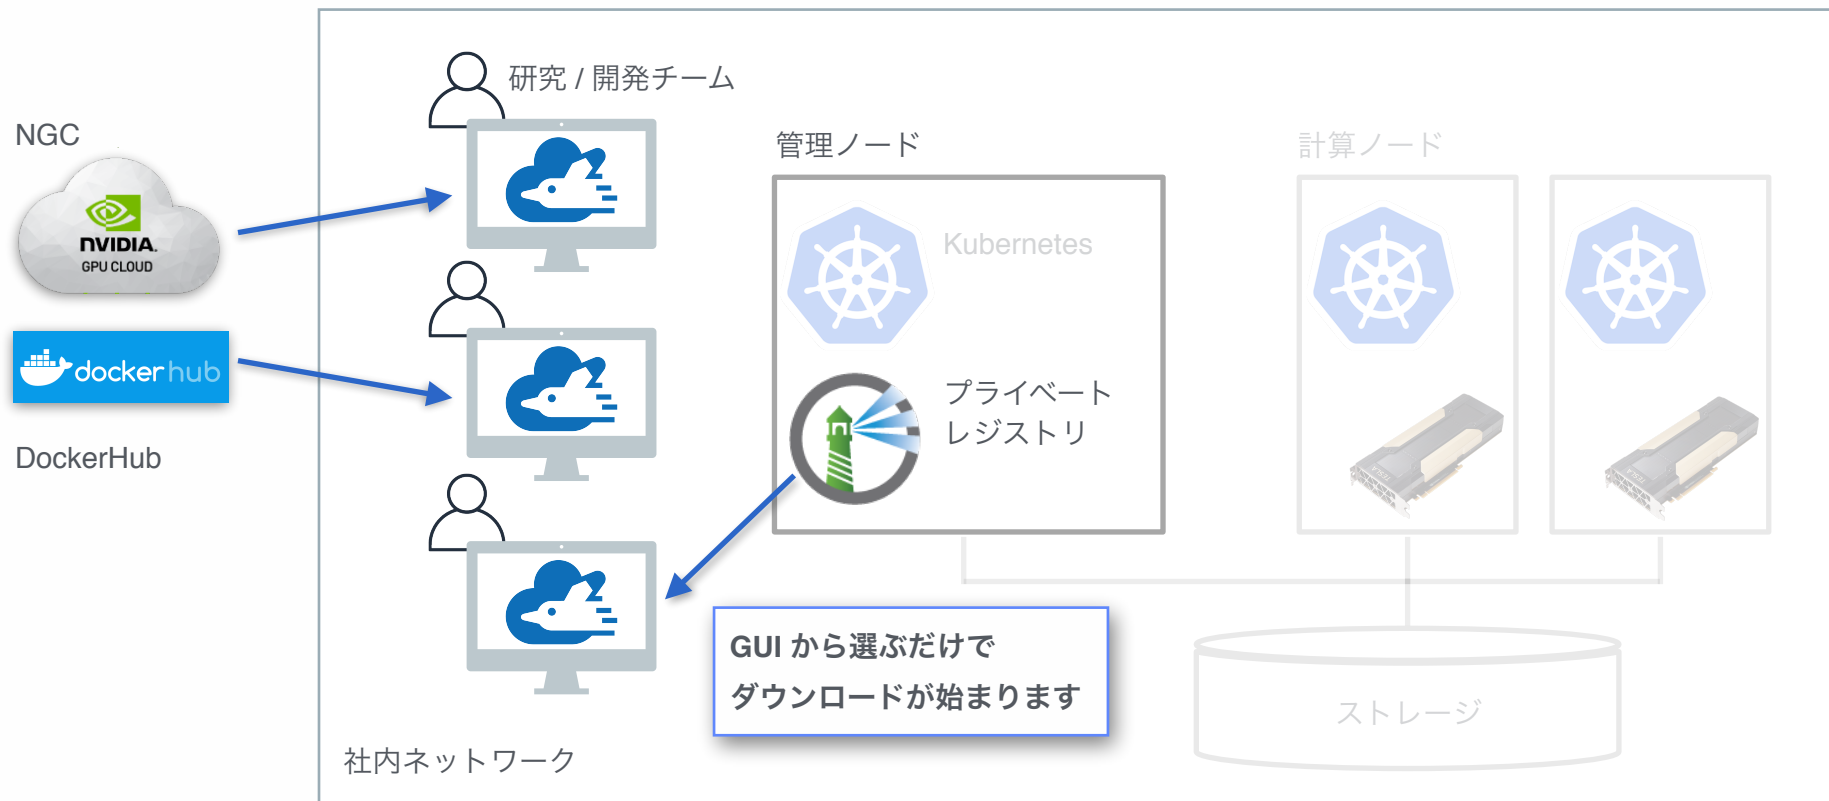 研究 / 開発チーム
NGC
NVIDIA.
GPU CLOUD
docker hub
DockerHub
管理ノード
Kubernetes
プライベート
レジストリ
計算ノード
TESLA
TESLA
GUI から選ぶだけで
ダウンロードが始まります
ストレージ
社内ネットワーク